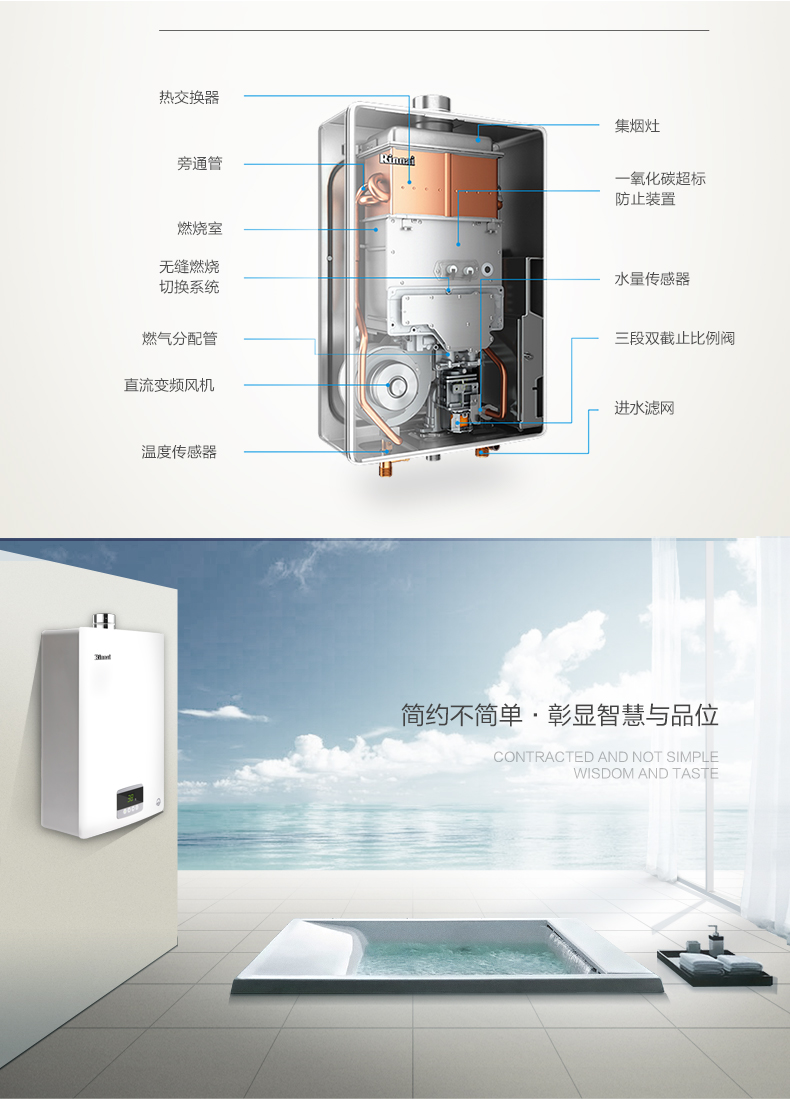 热交换器
集烟灶
Rinnai
旁通管
一氧化碳超标
防止装置
燃烧室
无缝燃烧
切换系统
水量传感器
燃气分配管
三段双截止比例阀
直流变频风机
进水滤网
温度传感器
Rinnai
简约不简单·彰显智慧与品位
CONTRACTED AND NOT SIMPLE
WISDOM AND TASTE